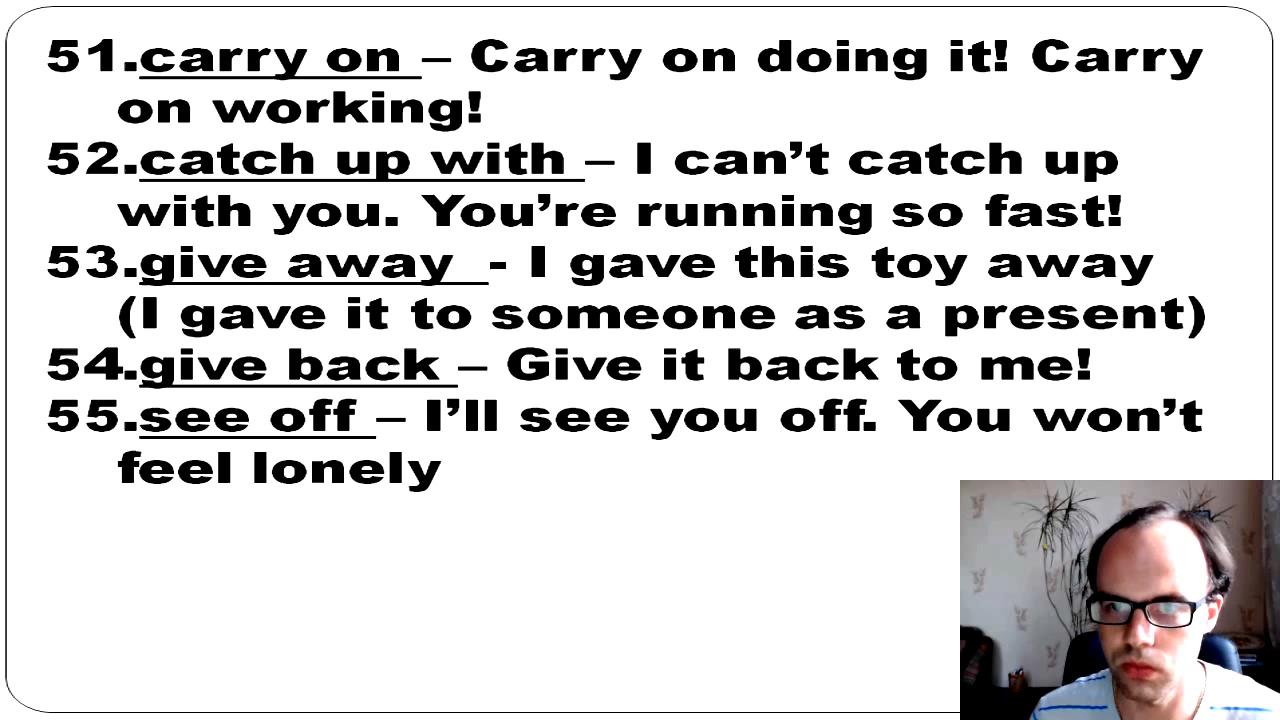 51.carry on – Carry on doing it! Carry
on working!
52.catch up with – I can’t catch up
with you. You’re running so fast!
53.give away - I gave this toy away
(I gave it to someone as a present)
54.give back – Give it back to me!
55.see off – I’ll see you off. You won’t
feel lonely